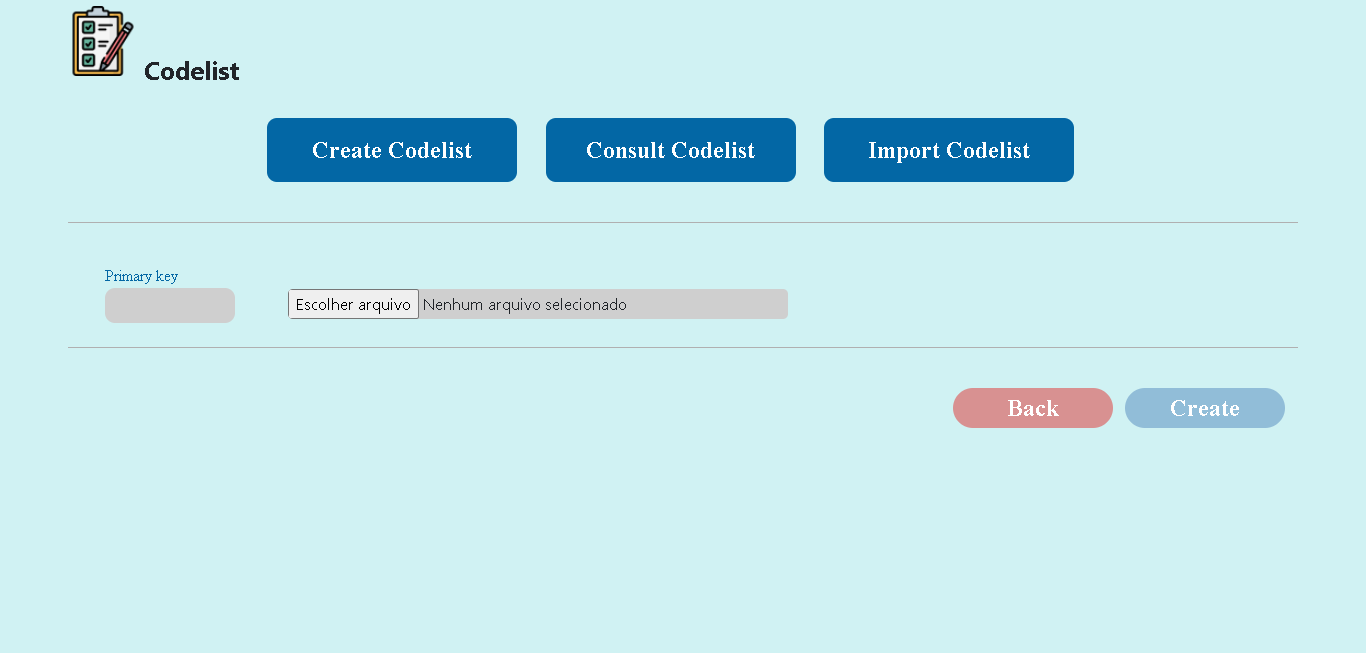 Codelist
Create Codelist
Consult Codelist
Import Codelist
Primary key
Escolher arquivo Nenhum arquivo selecionado
Back
Create